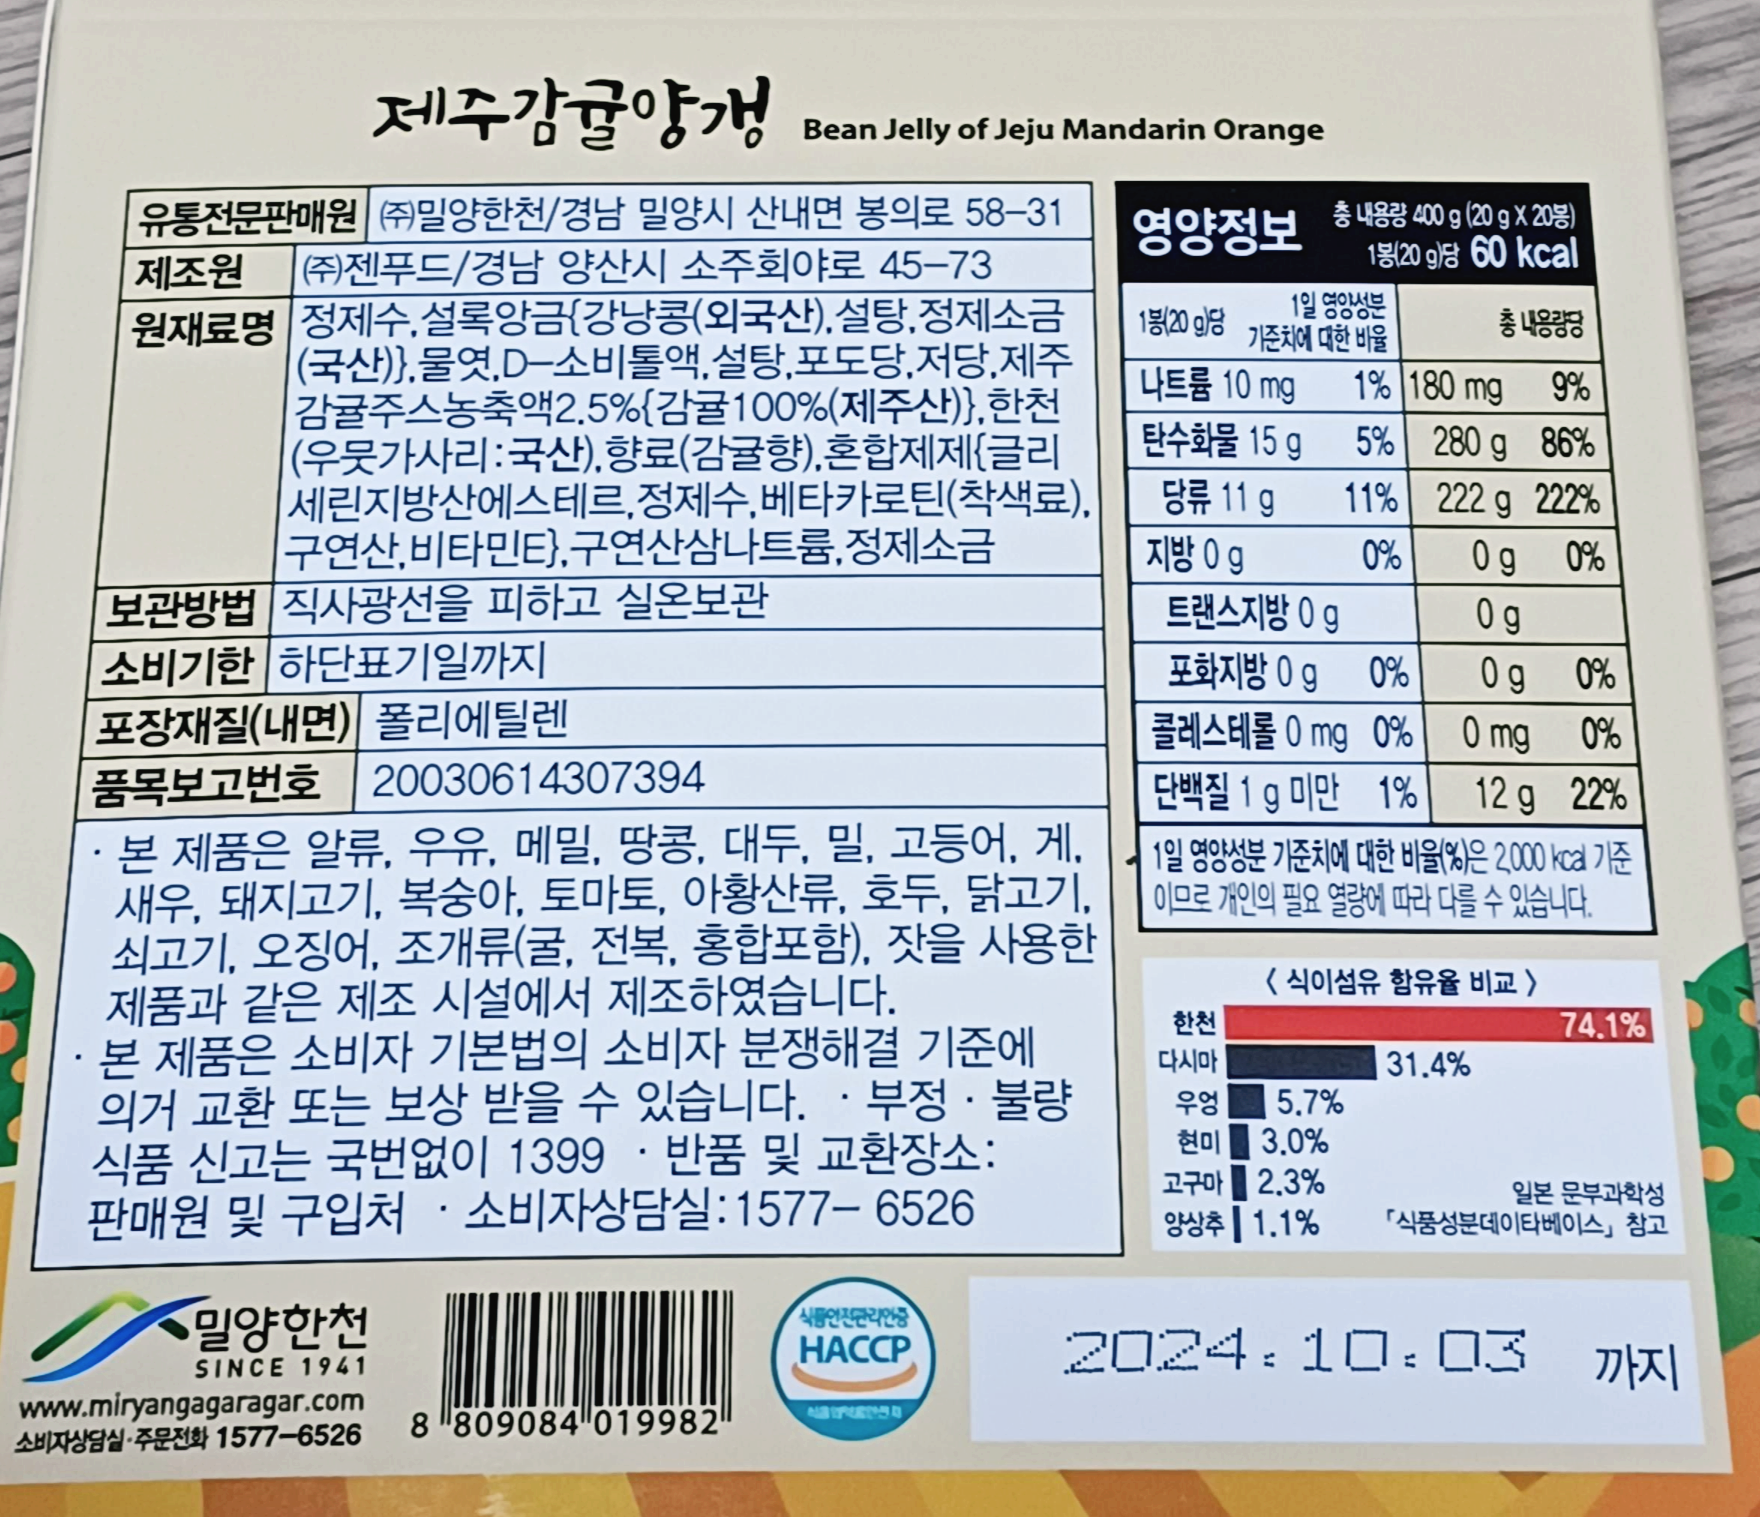 제주감귤양갱 Bean Jelly of Jeju Mandarin Orange
유통전문판매원 ㈜밀양한천/경남 밀양시 산내면 봉의로 58-31
제조원 ㈜젠푸드/경남 양산시 소주회야로 45-73
원재료명 정제수,설록앙금{강낭콩(외국산),설탕,정제소금
(국산)},물엿,D-소비톨액,설탕,포도당,저당,제주
감귤주스농축액2.5%{감귤100%(제주산)},한천
(우뭇가사리:국산),향료(감귤향),혼합제제{글리
세린지방산에스테르,정제수,베타카로틴(착색료),
구연산,비타민E},구연산삼나트륨,정제소금
보관방법 직사광선을 피하고 실온보관
소비기한 하단표기일까지
포장재질(내면) 폴리에틸렌
품목보고번호 20030614307394
· 본 제품은 알류, 우유, 메밀, 땅콩, 대두, 밀, 고등어, 게,
새우, 돼지고기, 복숭아, 토마토, 아황산류, 호두, 닭고기,
쇠고기, 오징어, 조개류(굴, 전복, 홍합포함), 잣을 사용한
제품과 같은 제조 시설에서 제조하였습니다.
· 본 제품은 소비자 기본법의 소비자 분쟁해결 기준에
의거 교환 또는 보상 받을 수 있습니다. · 부정 · 불량
식품 신고는 국번없이 1399 · 반품 및 교환장소:
판매원 및 구입처 · 소비자상담실:1577- 6526
영양정보 총 내용량 400 g (20 g X 20봉)
1봉(20 g)당 60 kcal
1봉(20 g)당 1일 영양성분 기준치에 대한 비율 총 내용량당
나트륨 10 mg 1% 180 mg 9%
탄수화물 15 g 5% 280 g 86%
당류 11 g 11% 222 g 222%
지방 0 g 0% 0 g 0%
트랜스지방 0 g 0 g
포화지방 0 g 0% 0 g 0%
콜레스테롤 0 mg 0% 0 mg 0%
단백질 1 g 미만 1% 12 g 22%
1일 영양성분 기준치에 대한 비율(%)은 2,000 kcal 기준
이므로 개인의 필요 열량에 따라 다를 수 있습니다.
〈 식이섬유 함유율 비교 〉
한천 74.1%
다시마 31.4%
우엉 5.7%
현미 3.0%
고구마 2.3%
양상추 1.1%
일본 문부과학성
「식품성분데이타베이스」 참고
밀양한천
SINCE 1941
www.miryangagaragar.com
소비자상담실·주문전화 1577-6526
8 809084 019982
식품안전관리인증
HACCP
2024.10.03 까지